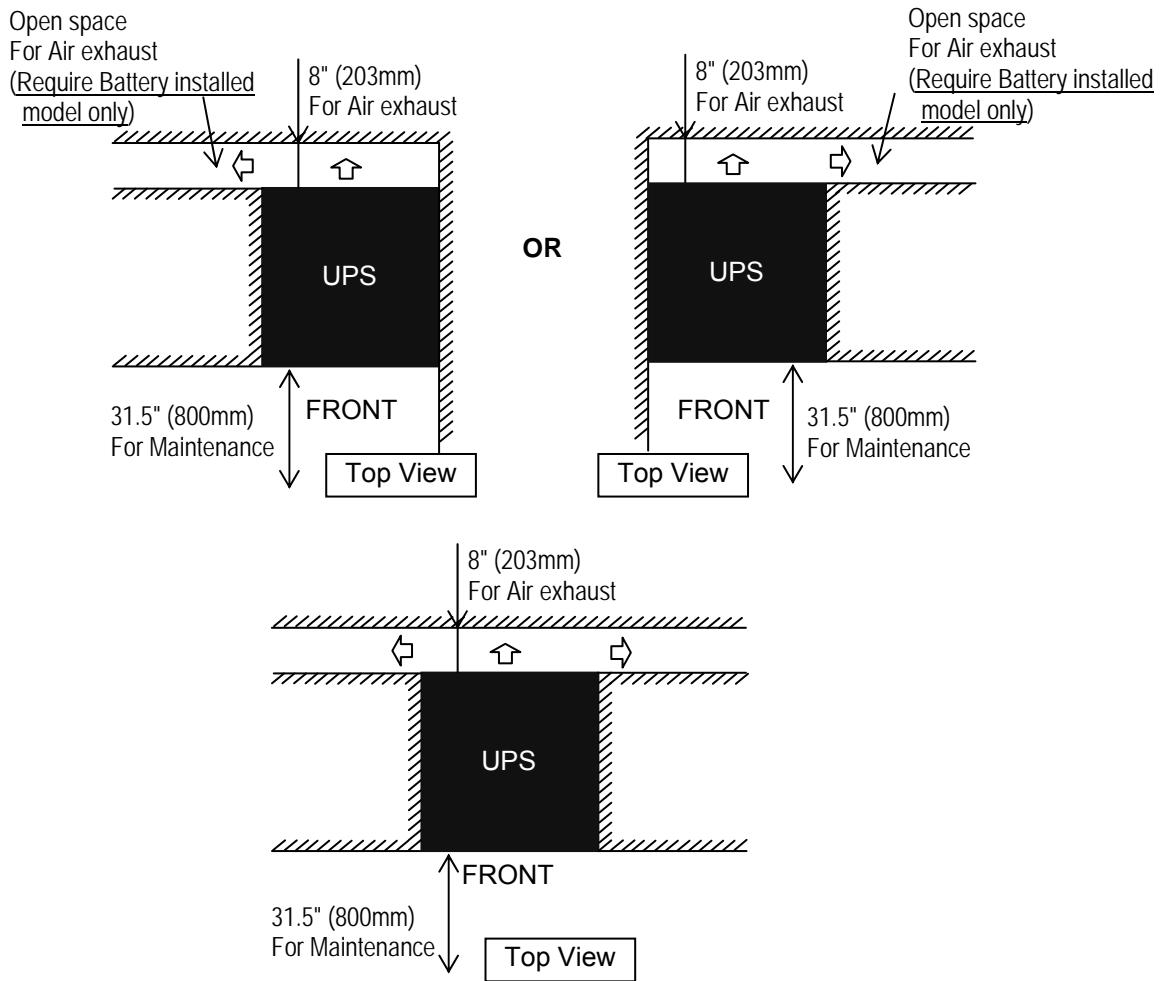 Open space
For Air exhaust
(Require Battery installed
model only)
8" (203mm)
For Air exhaust
UPS
31.5" (800mm)
For Maintenance
FRONT
Top View
OR
8" (203mm)
For Air exhaust
Open space
For Air exhaust
(Require Battery installed
model only)
UPS
FRONT
31.5" (800mm)
For Maintenance
Top View
8" (203mm)
For Air exhaust
UPS
FRONT
31.5" (800mm)
For Maintenance
Top View